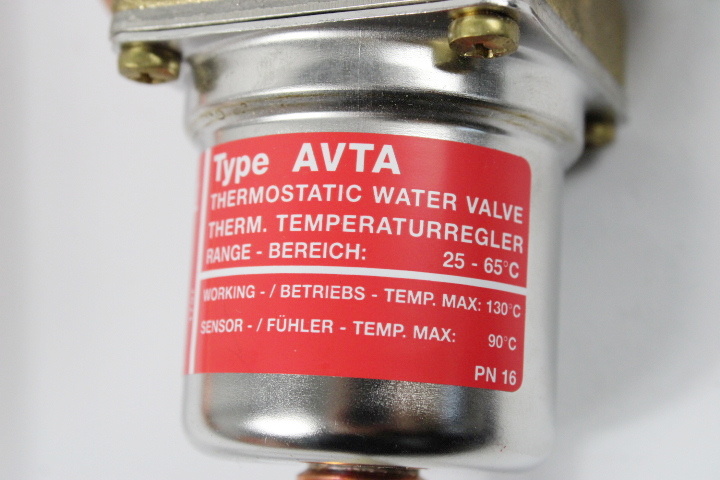 Type AVTA
THERMOSTATIC WATER VALVE
THERM. TEMPERATURREGLER
RANGE - BEREICH: 25 - 65°C
WORKING - / BETRIEBS - TEMP. MAX: 130°C
SENSOR - / FÜHLER - TEMP. MAX: 90°C
PN 16